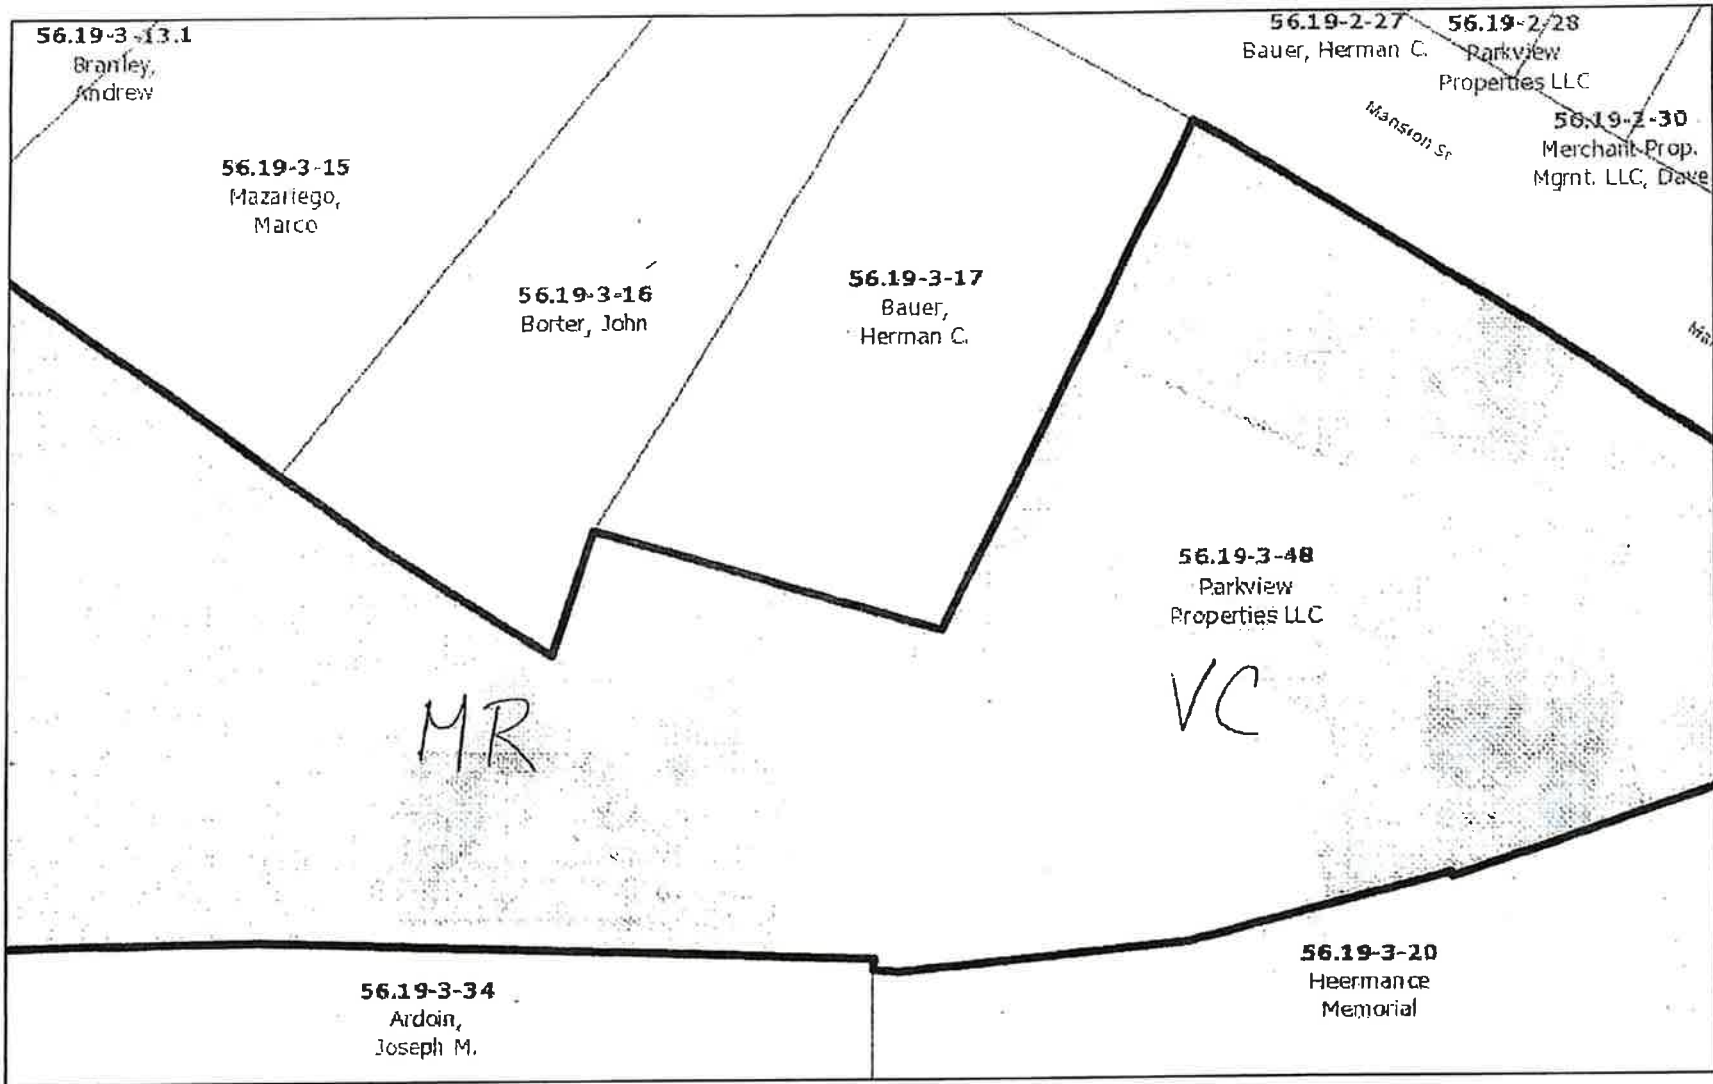 56.19-3-13.1
Bramley,
Andrew
56.19-2-27
Bauer, Herman C.
56.19-2-28
Parkview
Properties LLC
Mansion St
56.19-2-30
Merchant Prop.
Mgmt. LLC, Dave
56.19-3-15
Mazariego,
Marco
56.19-3-16
Borter, John
56.19-3-17
Bauer,
Herman C.
56.19-3-48
Parkview
Properties LLC
MR
VC
56.19-3-34
Ardoin,
Joseph M.
56.19-3-20
Heermance
Memorial